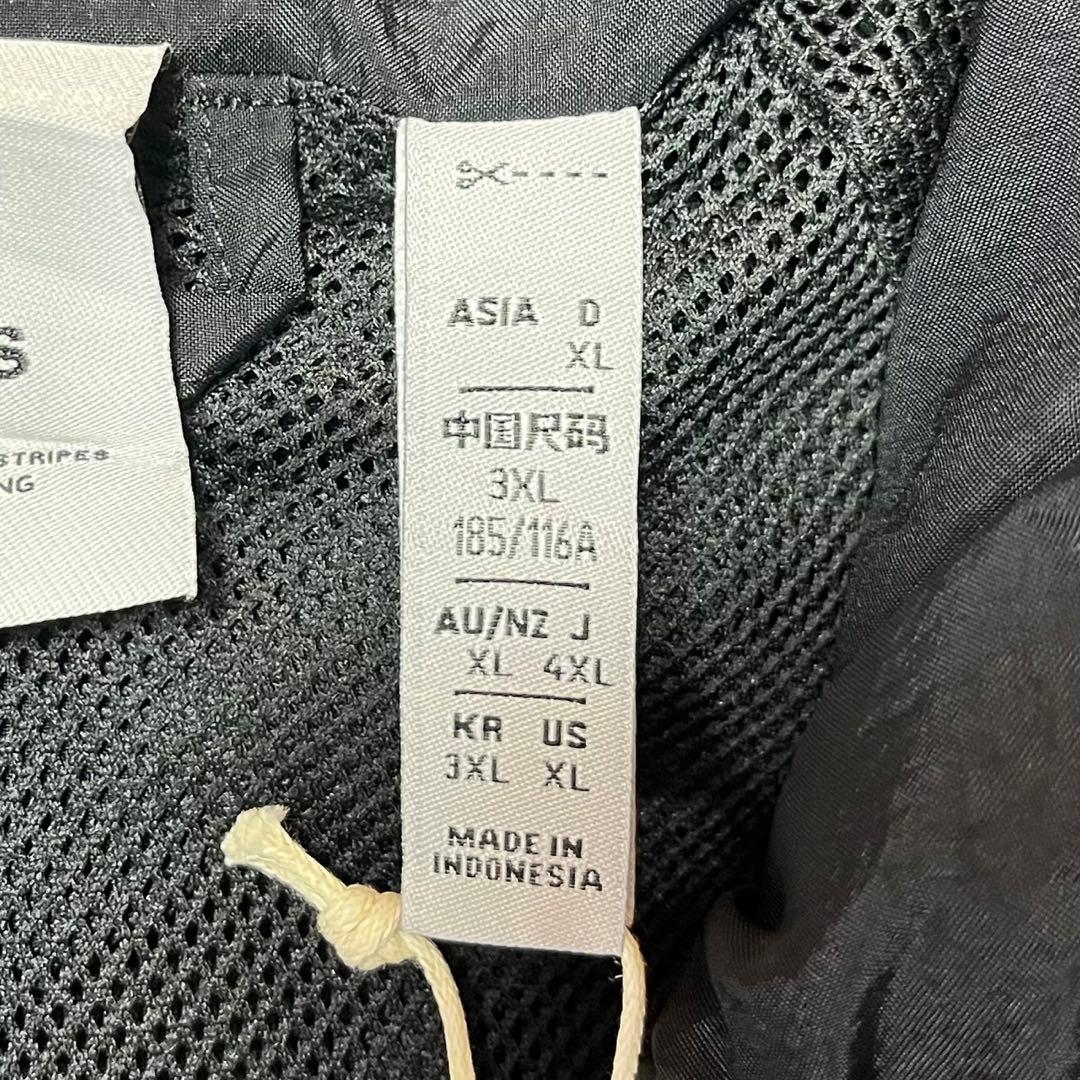 S
STRIPES
NG
ASIA D
XL
中国尺码
3XL
185/116A
AU/NZ J
XL 4XL
KR US
3XL XL
MADE IN
INDONESIA